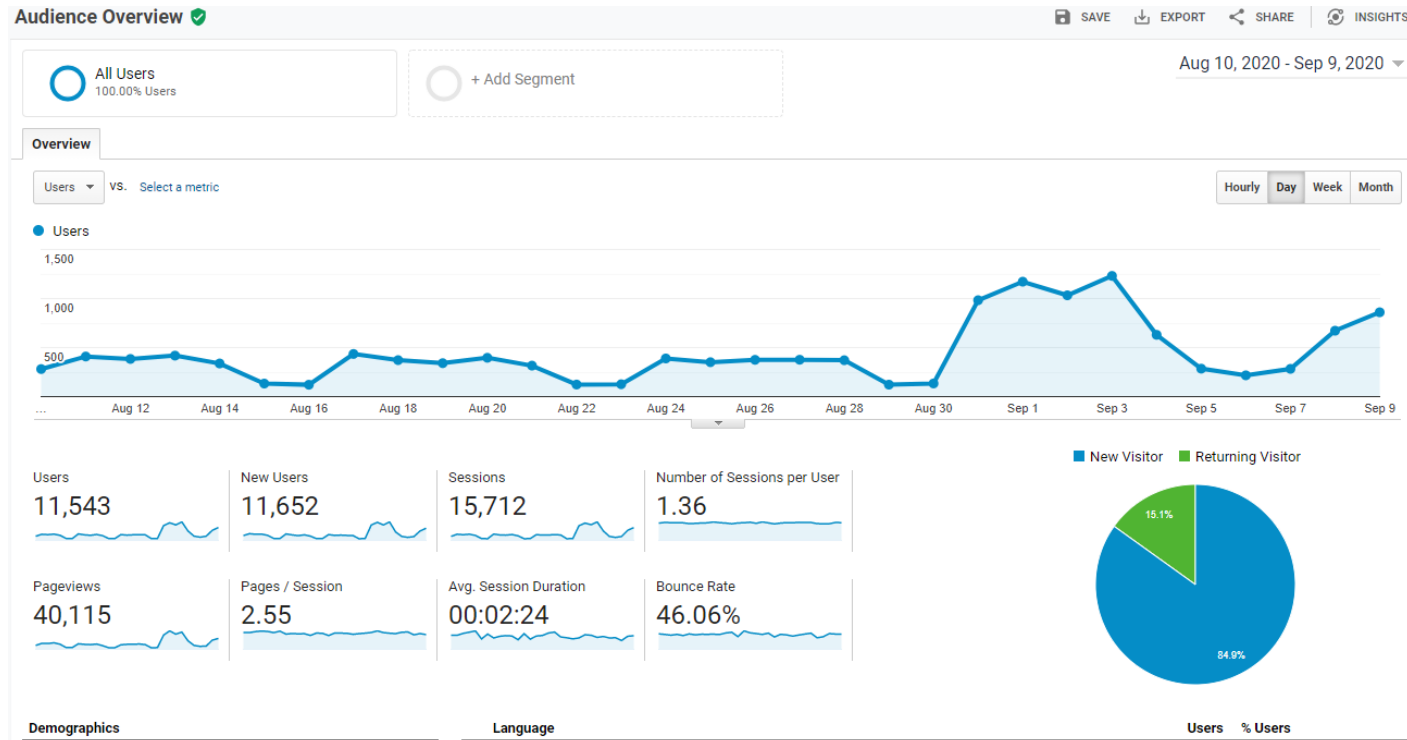 Audience Overview
SAVE EXPORT SHARE INSIGHTS
All Users
100.00% Users
+ Add Segment
Aug 10, 2020 - Sep 9, 2020
Overview
Users VS. Select a metric
Hourly Day Week Month
Users
1,500
1,000
500
... Aug 12 Aug 14 Aug 16 Aug 18 Aug 20 Aug 22 Aug 24 Aug 26 Aug 28 Aug 30 Sep 1 Sep 3 Sep 5 Sep 7 Sep 9
New Visitor Returning Visitor
Users New Users Sessions Number of Sessions per User
11,543 11,652 15,712 1.36
15.1%
Pageviews Pages / Session Avg. Session Duration Bounce Rate
40,115 2.55 00:02:24 46.06%
84.9%
Demographics Language Users % Users